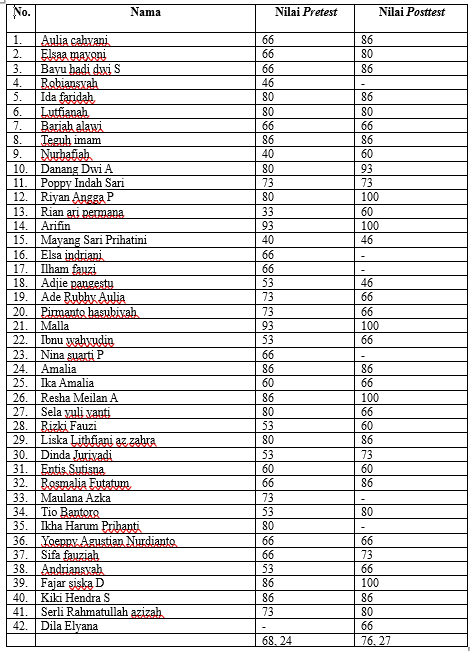 No. Nama Nilai Pretest Nilai Posttest
1. Aulia cahyani 66 86
2. Elsaa mayoni 66 80
3. Bayu hadi dwi S 66 86
4. Robiansyah 46 -
5. Ida faridah 80 86
6. Lutfianah 80 80
7. Bariah alawi 66 66
8. Teguh imam 86 86
9. Nurhafiah 40 60
10. Danang Dwi A 80 93
11. Poppy Indah Sari 73 73
12. Riyan Angga P 80 100
13. Rian ari permana 33 60
14. Arifin 93 100
15. Mayang Sari Prihatini 40 46
16. Elsa indriani 66 -
17. Ilham fauzi 66 -
18. Adjie pangestu 53 46
19. Ade Rubby Aulia 73 66
20. Pirmanto hasubiyah 73 66
21. Malla 93 100
22. Ibnu wahyudin 53 66
23. Nina suarti P 66 -
24. Amalia 86 86
25. Ika Amalia 60 66
26. Resha Meilan A 86 100
27. Sela yuli yanti 80 66
28. Rizki Fauzi 53 60
29. Liska Lithfiani az zahra 80 86
30. Dinda Juriyadi 53 73
31. Entis Sutisna 60 60
32. Rosmalia Futatum 66 86
33. Maulana Azka 73 -
34. Tio Bantoro 53 80
35. Ikha Harum Prihanti 80 -
36. Yoeppy Agustian Nurdianto 66 66
37. Sifa fauziah 66 73
38. Andriansyah 53 66
39. Fajar siska D 86 100
40. Kiki Hendra S 86 86
41. Serli Rahmatullah azizah 73 80
42. Dila Elyana - 66
68, 24 76, 27